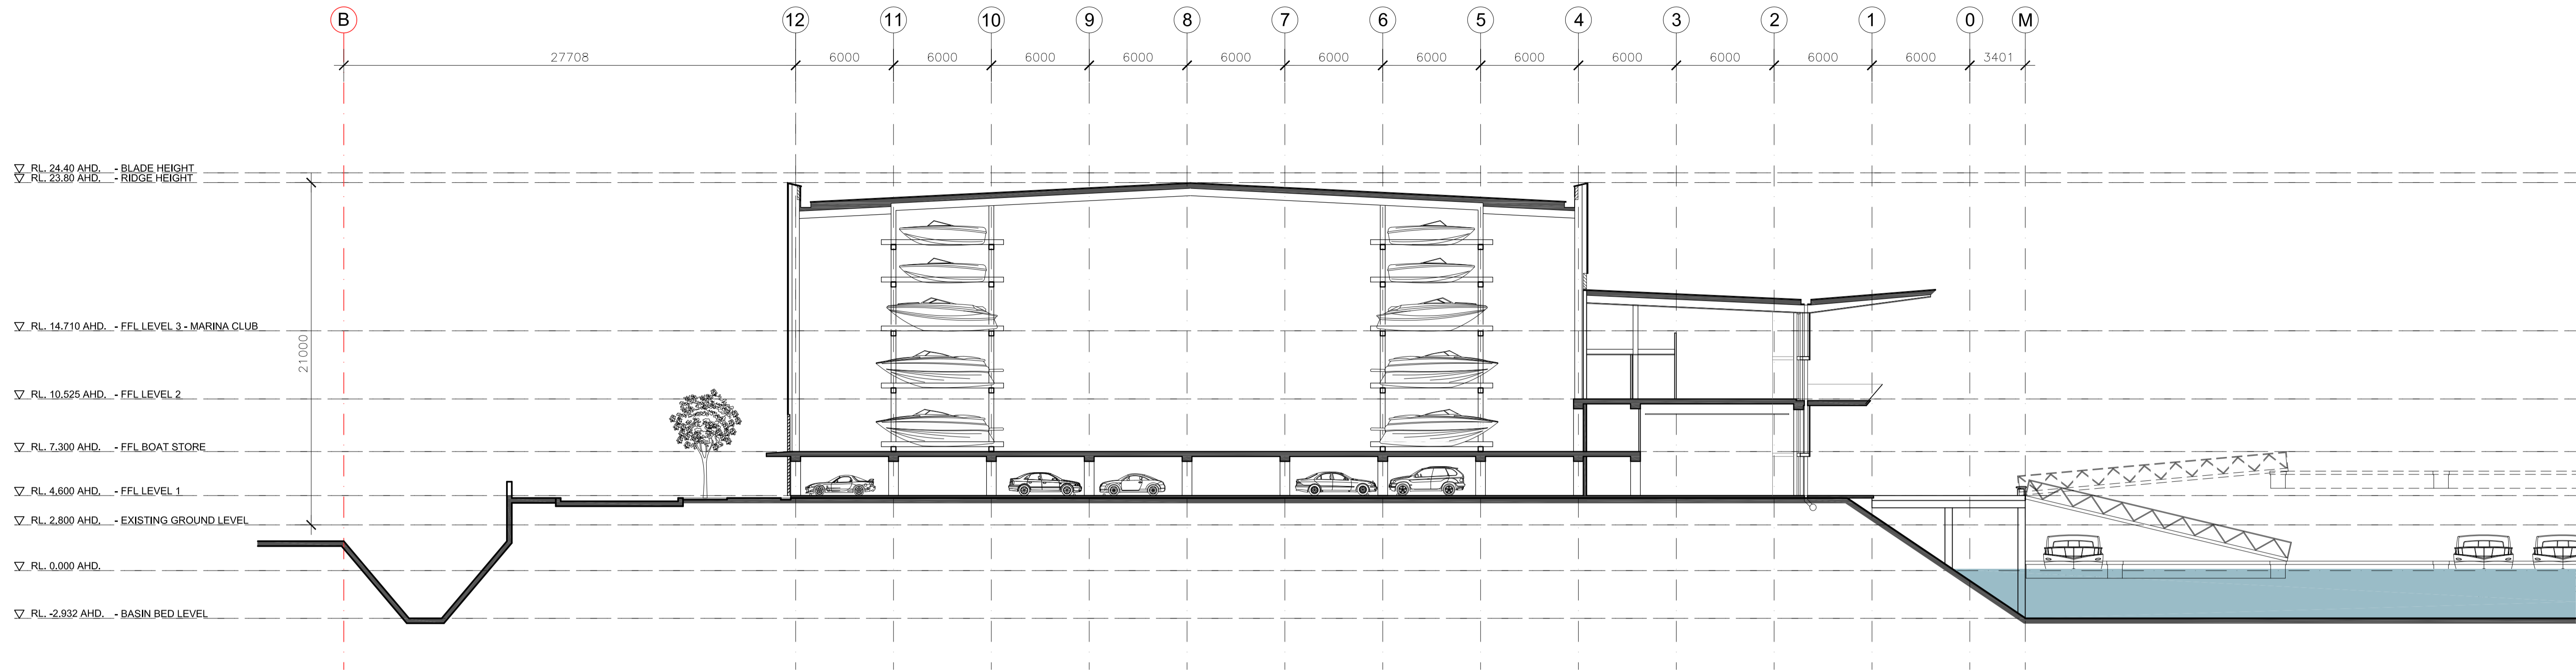 B 12 11 10 9 8 7 6 5 4 3 2 1 0 M
27708 6000 6000 6000 6000 6000 6000 6000 6000 6000 6000 6000 6000 3401
RL. 24.40 AHD. - BLADE HEIGHT
RL. 23.80 AHD. - RIDGE HEIGHT
RL. 14.710 AHD. - FFL LEVEL 3 - MARINA CLUB
21000
RL. 10.525 AHD. - FFL LEVEL 2
RL. 7.300 AHD. - FFL BOAT STORE
RL. 4,600 AHD. - FFL LEVEL 1
RL. 2.800 AHD. - EXISTING GROUND LEVEL
RL. 0.000 AHD.
RL. -2.932 AHD. - BASIN BED LEVEL